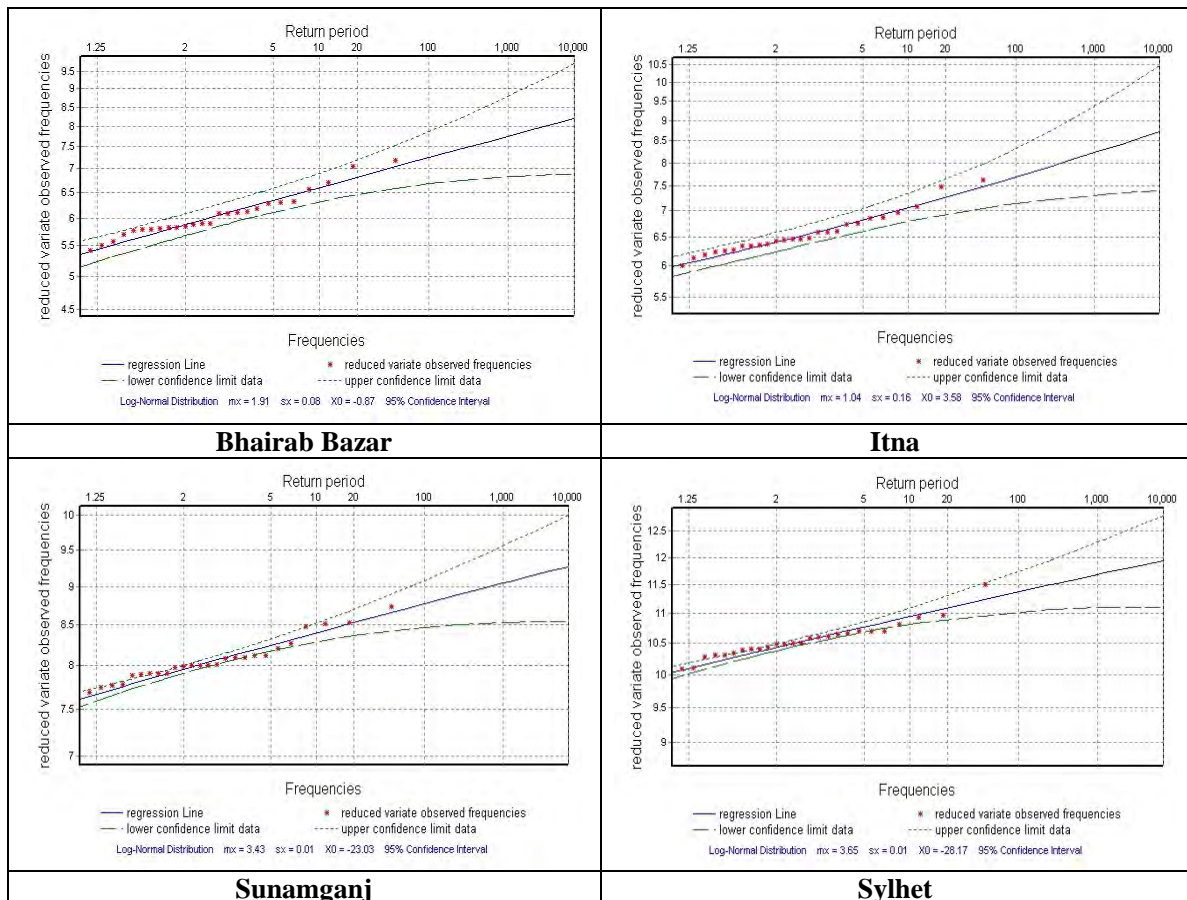 Return period
1.25 2 5 10 20 100 1,000 10,000
reduced variate observed frequencies
9.5
9
8.5
8
7.5
7
6.5
6
5.5
5
4.5
Frequencies
regression Line
reduced variate observed frequencies
lower confidence limit data
upper confidence limit data
Log-Normal Distribution mx = 1.91 sx = 0.08 X0 = -0.87 95% Confidence Interval
Bhairab Bazar
Return period
1.25 2 5 10 20 100 1,000 10,000
reduced variate observed frequencies
10.5
10
9.5
9
8.5
8
7.5
7
6.5
6
5.5
Frequencies
regression Line
reduced variate observed frequencies
lower confidence limit data
upper confidence limit data
Log-Normal Distribution mx = 1.04 sx = 0.16 X0 = 3.58 95% Confidence Interval
Itna
Return period
1.25 2 5 10 20 100 1,000 10,000
reduced variate observed frequencies
10
9.5
9
8.5
8
7.5
7
Frequencies
regression Line
reduced variate observed frequencies
lower confidence limit data
upper confidence limit data
Log-Normal Distribution mx = 3.43 sx = 0.01 X0 = -23.03 95% Confidence Interval
Sunamganj
Return period
1.25 2 5 10 20 100 1,000 10,000
reduced variate observed frequencies
12.5
12
11.5
11
10.5
10
9.5
9
Frequencies
regression Line
reduced variate observed frequencies
lower confidence limit data
upper confidence limit data
Log-Normal Distribution mx = 3.65 sx = 0.01 X0 = -28.17 95% Confidence Interval
Sylhet